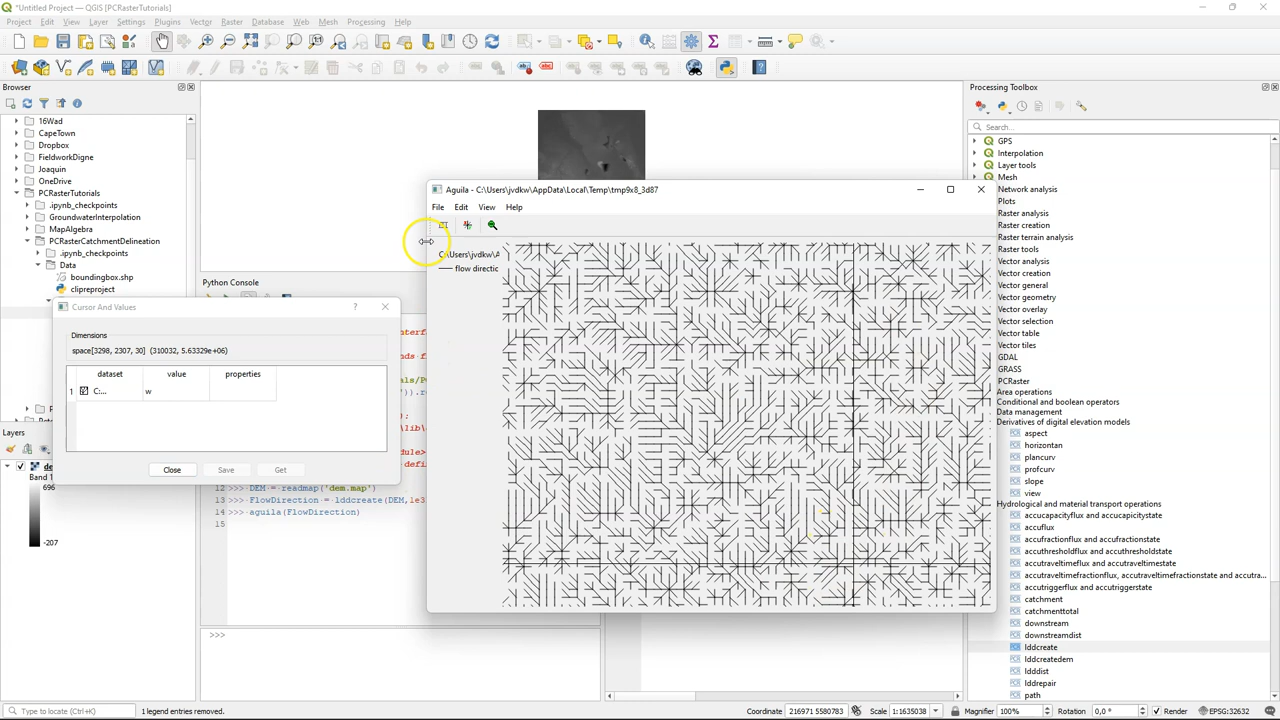 *Untitled Project — QGIS [PCRasterTutorials]
Project Edit View Layer Settings Plugins Vector Raster Database Web Mesh Processing Help
Browser
16Wad
CapeTown
Dropbox
FieldworkDigne
Joaquin
OneDrive
PCRasterTutorials
.ipynb_checkpoints
GroundwaterInterpolation
MapAlgebra
PCRasterCatchmentDelineation
.ipynb_checkpoints
Data
boundingbox.shp
clipreproject
Layers
Band 1
696
-207
Cursor And Values
?
Dimensions
space[3298, 2307, 30] (310032, 5.63329e+06)
dataset value properties
1 C:... w
Close Save Get
Python Console
12 >>> DEM = readmap('dem.map')
13 >>> FlowDirection = lddcreate(DEM,1e3
14 >>> aguila(FlowDirection)
15
>>>
Aguila - C:\Users\jvdkw\AppData\Local\Temp\tmp9x8_3d87
File Edit View Help
C:\Users\jvdkw\A
flow directic
Processing Toolbox
Search...
GPS
Interpolation
Layer tools
Mesh
Network analysis
Plots
Raster analysis
Raster creation
Raster terrain analysis
Raster tools
Vector analysis
Vector creation
Vector general
Vector geometry
Vector overlay
Vector selection
Vector table
Vector tiles
GDAL
GRASS
PCRaster
Area operations
Conditional and boolean operators
Data management
Derivatives of digital elevation models
aspect
horizontan
plancurv
profcurv
slope
view
Hydrological and material transport operations
accucapacityflux and accucapicitystate
accuflux
accufractionflux and accufractionstate
accuthresholdflux and accuthresholdstate
accutraveltimeflux and accutraveltimestate
accutraveltimefractionflux, accutraveltimefractionstate and accutra...
accutriggerflux and accutriggerstate
catchment
catchmenttotal
downstream
downstreamdist
lddcreate
lddcreatedem
ldddist
lddrepair
path
Type to locate (Ctrl+K) 1 legend entries removed. Coordinate 216971 5580783 Scale 1:1635038 Magnifier 100% Rotation 0,0 ° Render EPSG:32632